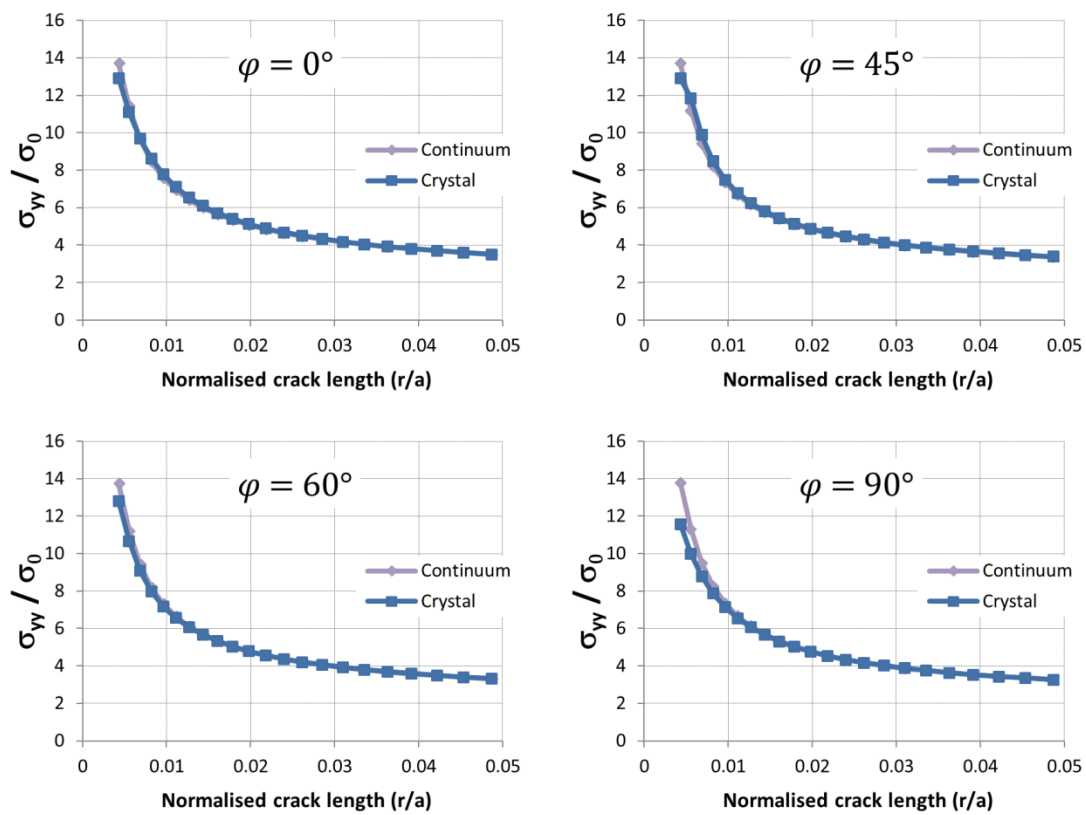 16
14
12
10
8
6
4
2
0
σyy / σ0
φ = 0°
Continuum
Crystal
0 0.01 0.02 0.03 0.04 0.05
Normalised crack length (r/a)
16
14
12
10
8
6
4
2
0
σyy / σ0
φ = 45°
Continuum
Crystal
0 0.01 0.02 0.03 0.04 0.05
Normalised crack length (r/a)
16
14
12
10
8
6
4
2
0
σyy / σ0
φ = 60°
Continuum
Crystal
0 0.01 0.02 0.03 0.04 0.05
Normalised crack length (r/a)
16
14
12
10
8
6
4
2
0
σyy / σ0
φ = 90°
Continuum
Crystal
0 0.01 0.02 0.03 0.04 0.05
Normalised crack length (r/a)